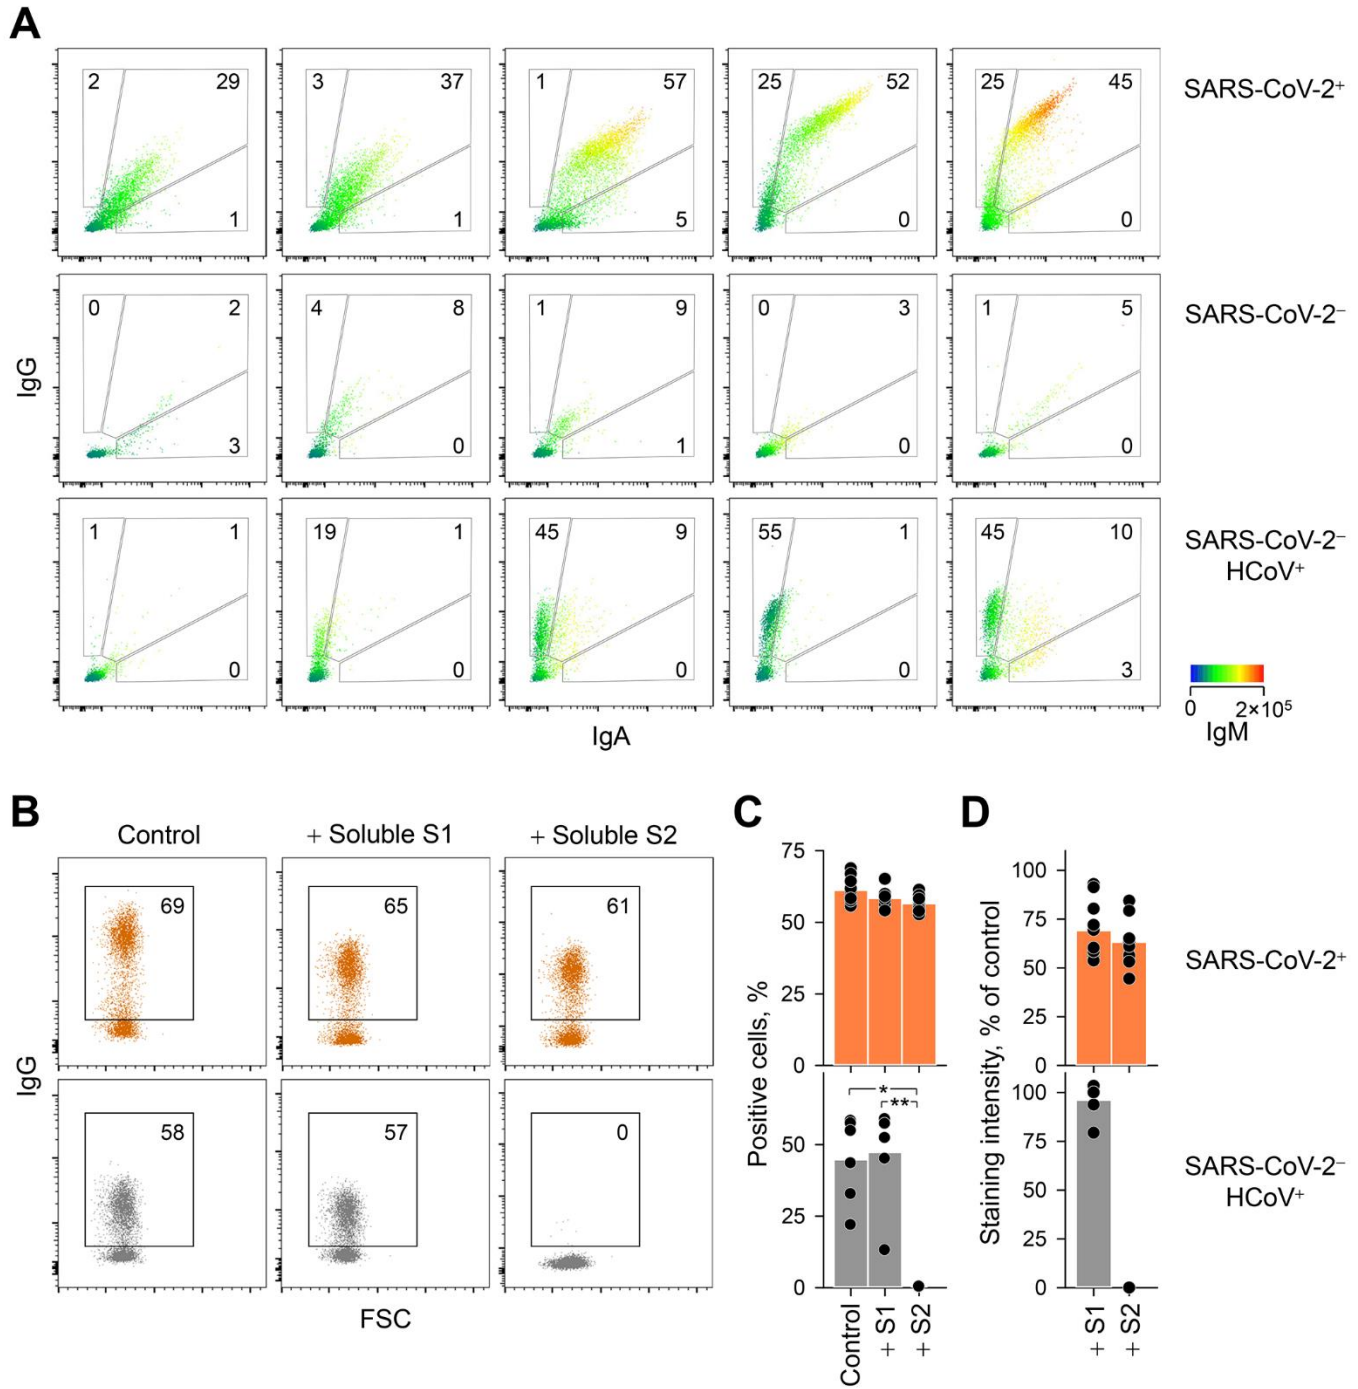 A
2 29 3 37 1 57 25 52 25 45 SARS-CoV-2⁺
1 1 5 0 0
0 2 4 8 1 9 0 3 1 5 SARS-CoV-2⁻
3 0 1 0 0
IgG
1 1 19 1 45 9 55 1 45 10 SARS-CoV-2⁻
HCoV⁺
0 0 0 0 3
0 2×10⁵
IgM
IgA
B
Control + Soluble S1 + Soluble S2
69 65 61
58 57 0
IgG
FSC
C
75
50
25
0
* 
**
50
25
0
Positive cells, %
Control
+ S1
+ S2
D
100
75
50
25
0
100
75
50
25
0
Staining intensity, % of control
+ S1
+ S2
SARS-CoV-2⁺
SARS-CoV-2⁻
HCoV⁺